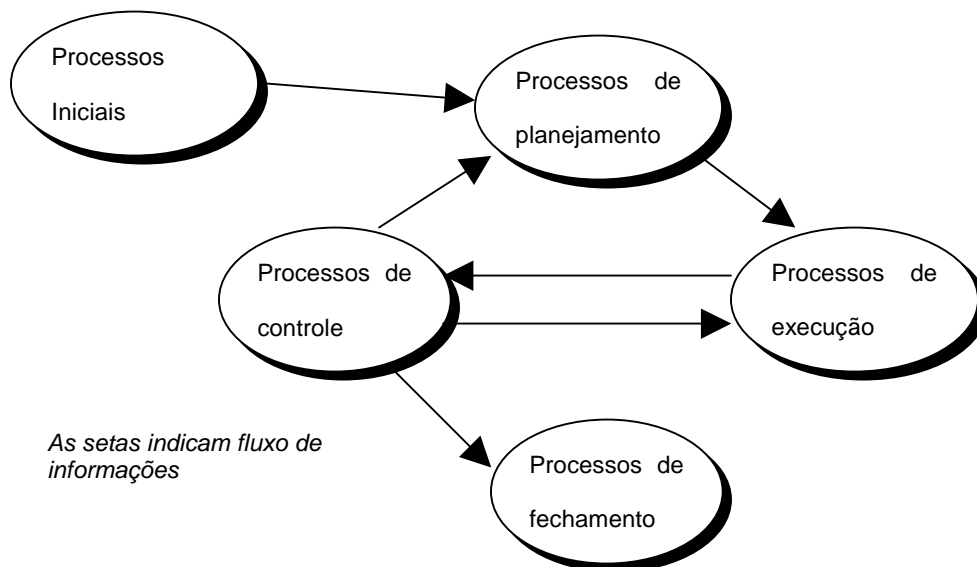 Processos
Iniciais
Processos de
planejamento
Processos de
controle
Processos de
execução
As setas indicam fluxo de
informações
Processos de
fechamento